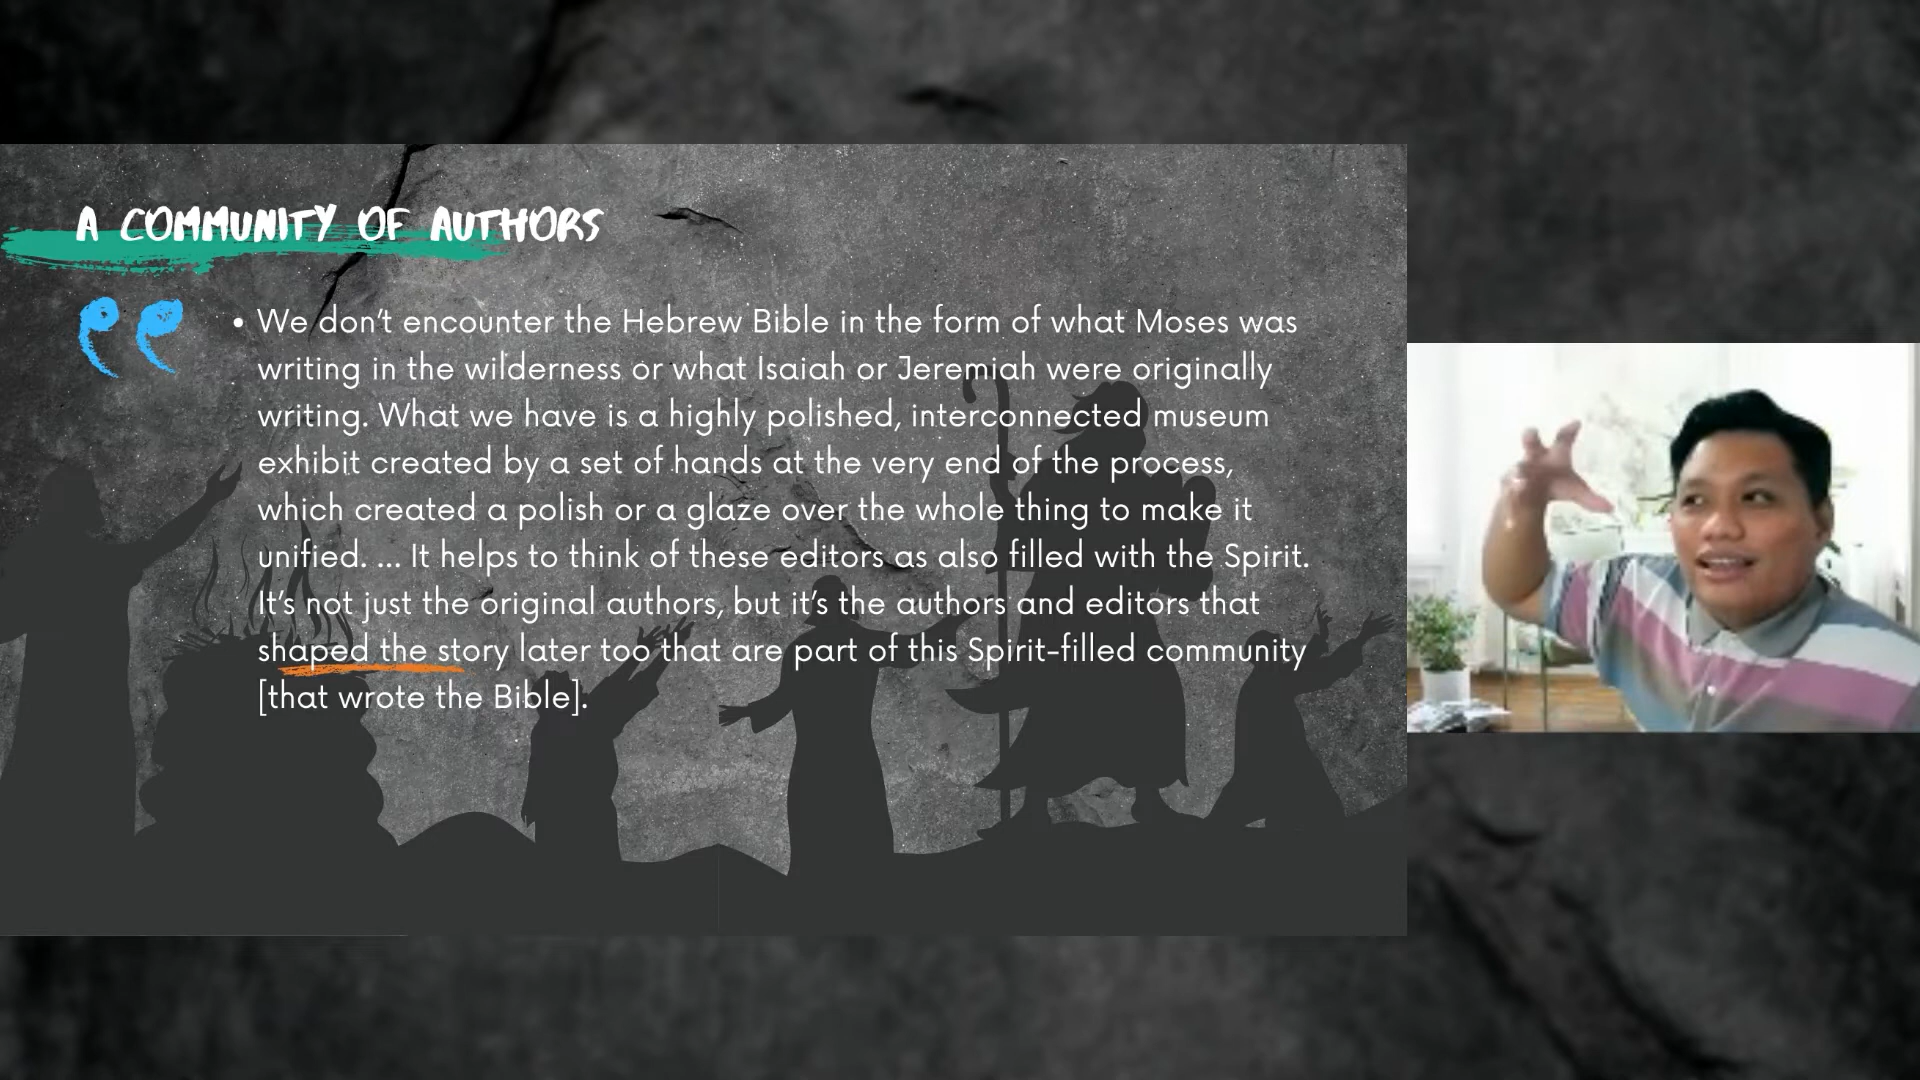 A COMMUNITY OF AUTHORS
• We don't encounter the Hebrew Bible in the form of what Moses was
writing in the wilderness or what Isaiah or Jeremiah were originally
writing. What we have is a highly polished, interconnected museum
exhibit created by a set of hands at the very end of the process,
which created a polish or a glaze over the whole thing to make it
unified. ... It helps to think of these editors as also filled with the Spirit.
It's not just the original authors, but it's the authors and editors that
shaped the story later too that are part of this Spirit-filled community
[that wrote the Bible].